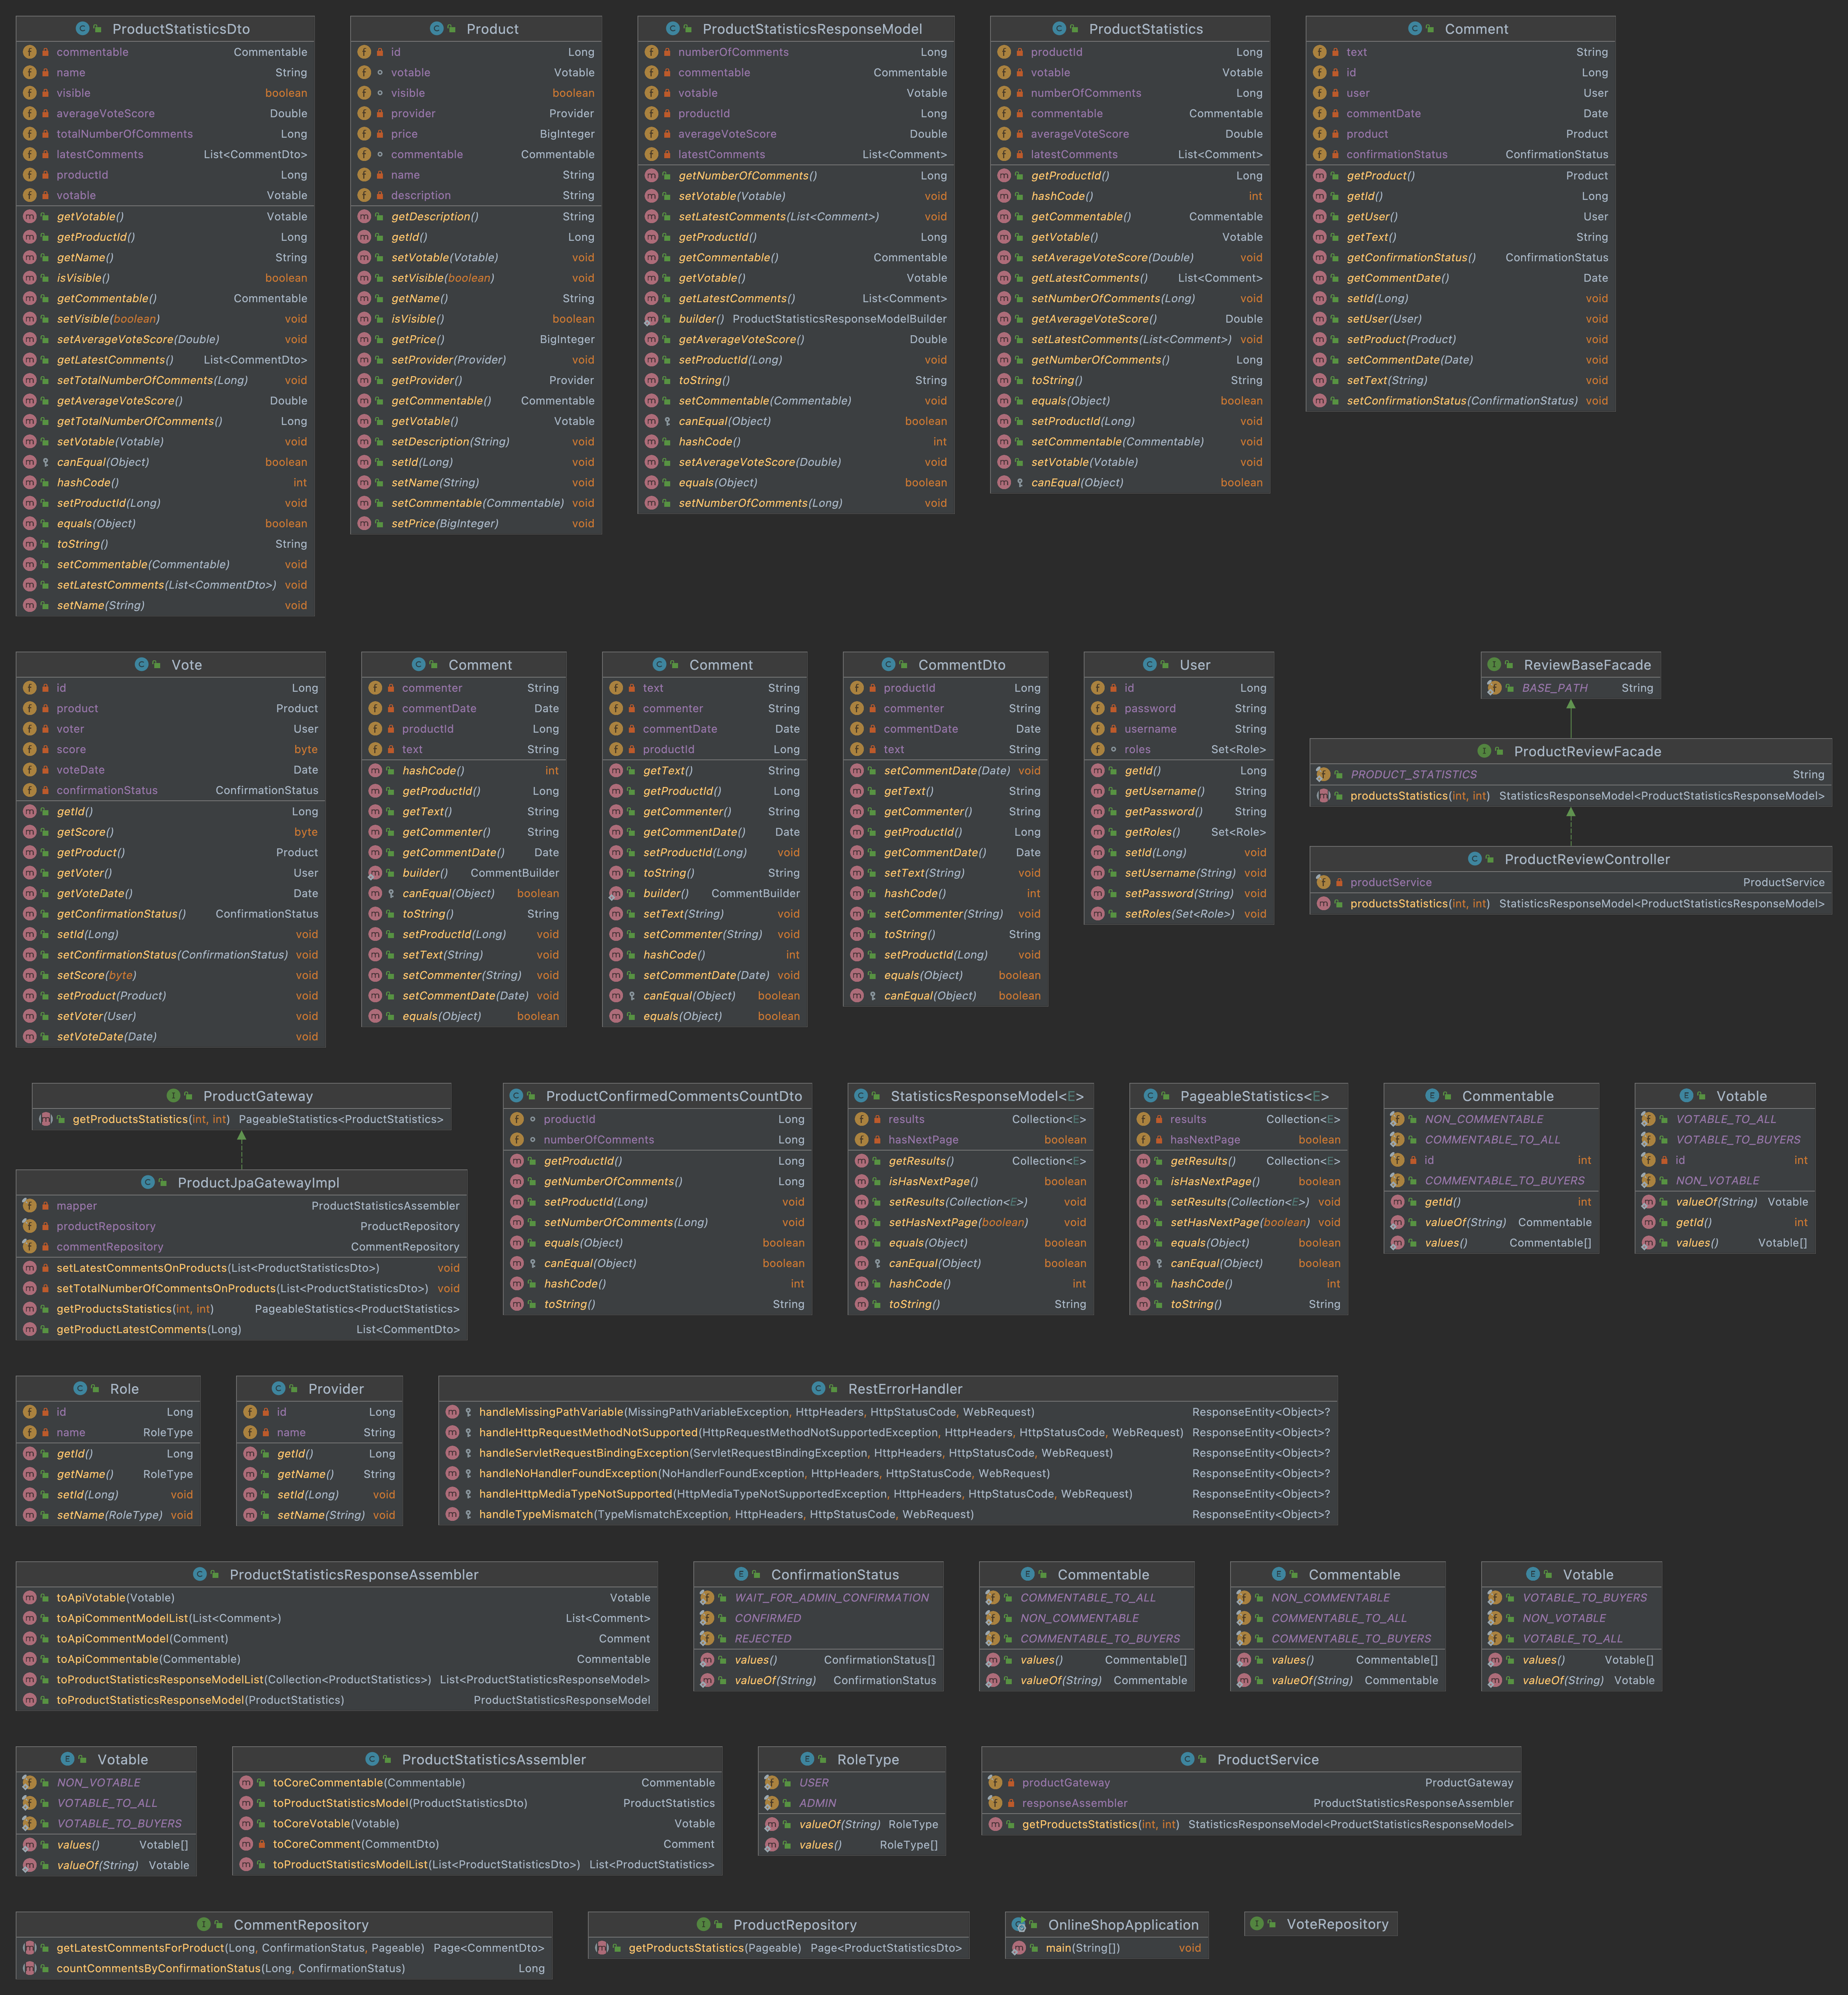 ProductStatisticsDto
commentable Commentable
name String
visible boolean
averageVoteScore Double
totalNumberOfComments Long
latestComments List<CommentDto>
productId Long
votable Votable
getVotable() Votable
getProductId() Long
getName() String
isVisible() boolean
getCommentable() Commentable
setVisible(boolean) void
setAverageVoteScore(Double) void
getLatestComments() List<CommentDto>
setTotalNumberOfComments(Long) void
getAverageVoteScore() Double
getTotalNumberOfComments() Long
setVotable(Votable) void
canEqual(Object) boolean
hashCode() int
setProductId(Long) void
equals(Object) boolean
toString() String
setCommentable(Commentable) void
setLatestComments(List<CommentDto>) void
setName(String) void
Product
id Long
votable Votable
visible boolean
provider Provider
price BigInteger
commentable Commentable
name String
description String
getDescription() String
getId() Long
setVotable(Votable) void
setVisible(boolean) void
getName() String
isVisible() boolean
getPrice() BigInteger
setProvider(Provider) void
getProvider() Provider
getCommentable() Commentable
getVotable() Votable
setDescription(String) void
setId(Long) void
setName(String) void
setCommentable(Commentable) void
setPrice(BigInteger) void
ProductStatisticsResponseModel
numberOfComments Long
commentable Commentable
votable Votable
productId Long
averageVoteScore Double
latestComments List<Comment>
getNumberOfComments() Long
setVotable(Votable) void
setLatestComments(List<Comment>) void
getProductId() Long
getCommentable() Commentable
getVotable() Votable
getLatestComments() List<Comment>
builder() ProductStatisticsResponseModelBuilder
getAverageVoteScore() Double
setProductId(Long) void
toString() String
setCommentable(Commentable) void
canEqual(Object) boolean
hashCode() int
setAverageVoteScore(Double) void
equals(Object) boolean
setNumberOfComments(Long) void
ProductStatistics
productId Long
votable Votable
numberOfComments Long
commentable Commentable
averageVoteScore Double
latestComments List<Comment>
getProductId() Long
hashCode() int
getCommentable() Commentable
getVotable() Votable
setAverageVoteScore(Double) void
getLatestComments() List<Comment>
setNumberOfComments(Long) void
getAverageVoteScore() Double
setLatestComments(List<Comment>) void
getNumberOfComments() Long
toString() String
equals(Object) boolean
setProductId(Long) void
setCommentable(Commentable) void
setVotable(Votable) void
canEqual(Object) boolean
Comment
text String
id Long
user User
commentDate Date
product Product
confirmationStatus ConfirmationStatus
getProduct() Product
getId() Long
getUser() User
getText() String
getConfirmationStatus() ConfirmationStatus
getCommentDate() Date
setId(Long) void
setUser(User) void
setProduct(Product) void
setCommentDate(Date) void
setText(String) void
setConfirmationStatus(ConfirmationStatus) void
Vote
id Long
product Product
voter User
score byte
voteDate Date
confirmationStatus ConfirmationStatus
getId() Long
getScore() byte
getProduct() Product
getVoter() User
getVoteDate() Date
getConfirmationStatus() ConfirmationStatus
setId(Long) void
setConfirmationStatus(ConfirmationStatus) void
setScore(byte) void
setProduct(Product) void
setVoter(User) void
setVoteDate(Date) void
Comment
commenter String
commentDate Date
productId Long
text String
hashCode() int
getProductId() Long
getText() String
getCommenter() String
getCommentDate() Date
builder() CommentBuilder
canEqual(Object) boolean
toString() String
setProductId(Long) void
setText(String) void
setCommenter(String) void
setCommentDate(Date) void
equals(Object) boolean
Comment
text String
commenter String
commentDate Date
productId Long
getText() String
getProductId() Long
getCommenter() String
getCommentDate() Date
setProductId(Long) void
toString() String
builder() CommentBuilder
setText(String) void
setCommenter(String) void
hashCode() int
setCommentDate(Date) void
canEqual(Object) boolean
equals(Object) boolean
CommentDto
productId Long
commenter String
commentDate Date
text String
setCommentDate(Date) void
getText() String
getCommenter() String
getProductId() Long
getCommentDate() Date
setText(String) void
hashCode() int
setCommenter(String) void
toString() String
setProductId(Long) void
equals(Object) boolean
canEqual(Object) boolean
User
id Long
password String
username String
roles Set<Role>
getId() Long
getUsername() String
getPassword() String
getRoles() Set<Role>
setId(Long) void
setUsername(String) void
setPassword(String) void
setRoles(Set<Role>) void
ReviewBaseFacade
BASE_PATH String
ProductReviewFacade
PRODUCT_STATISTICS String
productsStatistics(int, int) StatisticsResponseModel<ProductStatisticsResponseModel>
ProductReviewController
productService ProductService
productsStatistics(int, int) StatisticsResponseModel<ProductStatisticsResponseModel>
ProductGateway
getProductsStatistics(int, int) PageableStatistics<ProductStatistics>
ProductJpaGatewayImpl
mapper ProductStatisticsAssembler
productRepository ProductRepository
commentRepository CommentRepository
setLatestCommentsOnProducts(List<ProductStatisticsDto>) void
setTotalNumberOfCommentsOnProducts(List<ProductStatisticsDto>) void
getProductsStatistics(int, int) PageableStatistics<ProductStatistics>
getProductLatestComments(Long) List<CommentDto>
ProductConfirmedCommentsCountDto
productId Long
numberOfComments Long
getProductId() Long
getNumberOfComments() Long
setProductId(Long) void
setNumberOfComments(Long) void
equals(Object) boolean
canEqual(Object) boolean
hashCode() int
toString() String
StatisticsResponseModel<E>
results Collection<E>
hasNextPage boolean
getResults() Collection<E>
isHasNextPage() boolean
setResults(Collection<E>) void
setHasNextPage(boolean) void
equals(Object) boolean
canEqual(Object) boolean
hashCode() int
toString() String
PageableStatistics<E>
results Collection<E>
hasNextPage boolean
getResults() Collection<E>
isHasNextPage() boolean
setResults(Collection<E>) void
setHasNextPage(boolean) void
equals(Object) boolean
canEqual(Object) boolean
hashCode() int
toString() String
Commentable
NON_COMMENTABLE
COMMENTABLE_TO_ALL
id int
COMMENTABLE_TO_BUYERS
getId() int
valueOf(String) Commentable
values() Commentable[]
Votable
VOTABLE_TO_ALL
VOTABLE_TO_BUYERS
id int
NON_VOTABLE
valueOf(String) Votable
getId() int
values() Votable[]
Role
id Long
name RoleType
getId() Long
getName() RoleType
setId(Long) void
setName(RoleType) void
Provider
id Long
name String
getId() Long
getName() String
setId(Long) void
setName(String) void
RestErrorHandler
handleMissingPathVariable(MissingPathVariableException, HttpHeaders, HttpStatusCode, WebRequest) ResponseEntity<Object>?
handleHttpRequestMethodNotSupported(HttpRequestMethodNotSupportedException, HttpHeaders, HttpStatusCode, WebRequest) ResponseEntity<Object>?
handleServletRequestBindingException(ServletRequestBindingException, HttpHeaders, HttpStatusCode, WebRequest) ResponseEntity<Object>?
handleNoHandlerFoundException(NoHandlerFoundException, HttpHeaders, HttpStatusCode, WebRequest) ResponseEntity<Object>?
handleHttpMediaTypeNotSupported(HttpMediaTypeNotSupportedException, HttpHeaders, HttpStatusCode, WebRequest) ResponseEntity<Object>?
handleTypeMismatch(TypeMismatchException, HttpHeaders, HttpStatusCode, WebRequest) ResponseEntity<Object>?
ProductStatisticsResponseAssembler
toApiVotable(Votable) Votable
toApiCommentModelList(List<Comment>) List<Comment>
toApiCommentModel(Comment) Comment
toApiCommentable(Commentable) Commentable
toProductStatisticsResponseModelList(Collection<ProductStatistics>) List<ProductStatisticsResponseModel>
toProductStatisticsResponseModel(ProductStatistics) ProductStatisticsResponseModel
ConfirmationStatus
WAIT_FOR_ADMIN_CONFIRMATION
CONFIRMED
REJECTED
values() ConfirmationStatus[]
valueOf(String) ConfirmationStatus
Commentable
COMMENTABLE_TO_ALL
NON_COMMENTABLE
COMMENTABLE_TO_BUYERS
values() Commentable[]
valueOf(String) Commentable
Commentable
NON_COMMENTABLE
COMMENTABLE_TO_ALL
COMMENTABLE_TO_BUYERS
values() Commentable[]
valueOf(String) Commentable
Votable
VOTABLE_TO_BUYERS
NON_VOTABLE
VOTABLE_TO_ALL
values() Votable[]
valueOf(String) Votable
Votable
NON_VOTABLE
VOTABLE_TO_ALL
VOTABLE_TO_BUYERS
values() Votable[]
valueOf(String) Votable
ProductStatisticsAssembler
toCoreCommentable(Commentable) Commentable
toProductStatisticsModel(ProductStatisticsDto) ProductStatistics
toCoreVotable(Votable) Votable
toCoreComment(CommentDto) Comment
toProductStatisticsModelList(List<ProductStatisticsDto>) List<ProductStatistics>
RoleType
USER
ADMIN
valueOf(String) RoleType
values() RoleType[]
ProductService
productGateway ProductGateway
responseAssembler ProductStatisticsResponseAssembler
getProductsStatistics(int, int) StatisticsResponseModel<ProductStatisticsResponseModel>
CommentRepository
getLatestCommentsForProduct(Long, ConfirmationStatus, Pageable) Page<CommentDto>
countCommentsByConfirmationStatus(Long, ConfirmationStatus) Long
ProductRepository
getProductsStatistics(Pageable) Page<ProductStatisticsDto>
OnlineShopApplication
main(String[]) void
VoteRepository